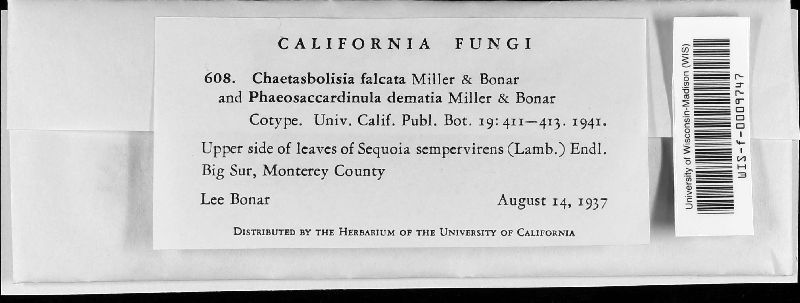 CALIFORNIA FUNGI
608. Chaetasbolisia falcata Miller & Bonar
and Phaeosaccardinula dematia Miller & Bonar
Cotype. Univ. Calif. Publ. Bot. 19: 411—413. 1941.
Upper side of leaves of Sequoia sempervirens (Lamb.) Endl.
Big Sur, Monterey County
Lee Bonar August 14, 1937
Distributed by the Herbarium of the University of California
University of Wisconsin-Madison (WIS)
WIS-f-0009747